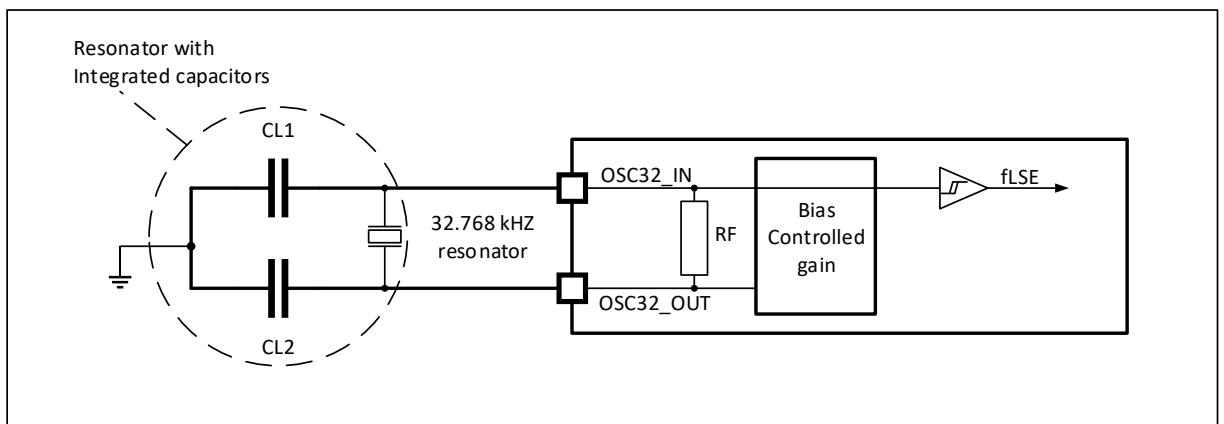 Resonator with
Integrated capacitors
CL1
OSC32_IN
fLSE
32.768 kHZ
resonator
RF
Bias
Controlled
gain
OSC32_OUT
CL2